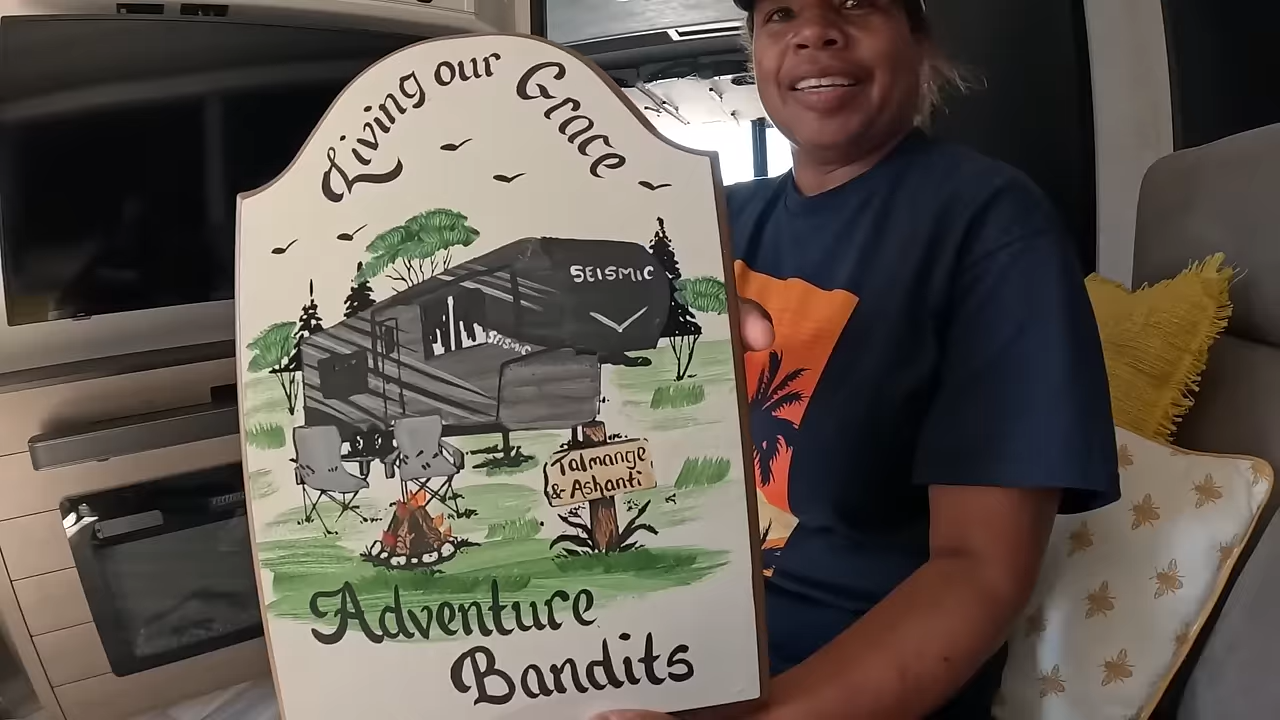 Living our Grace
SEISMIC
SEISMIC
Talmange
& Ashanti
Adventure
Bandits